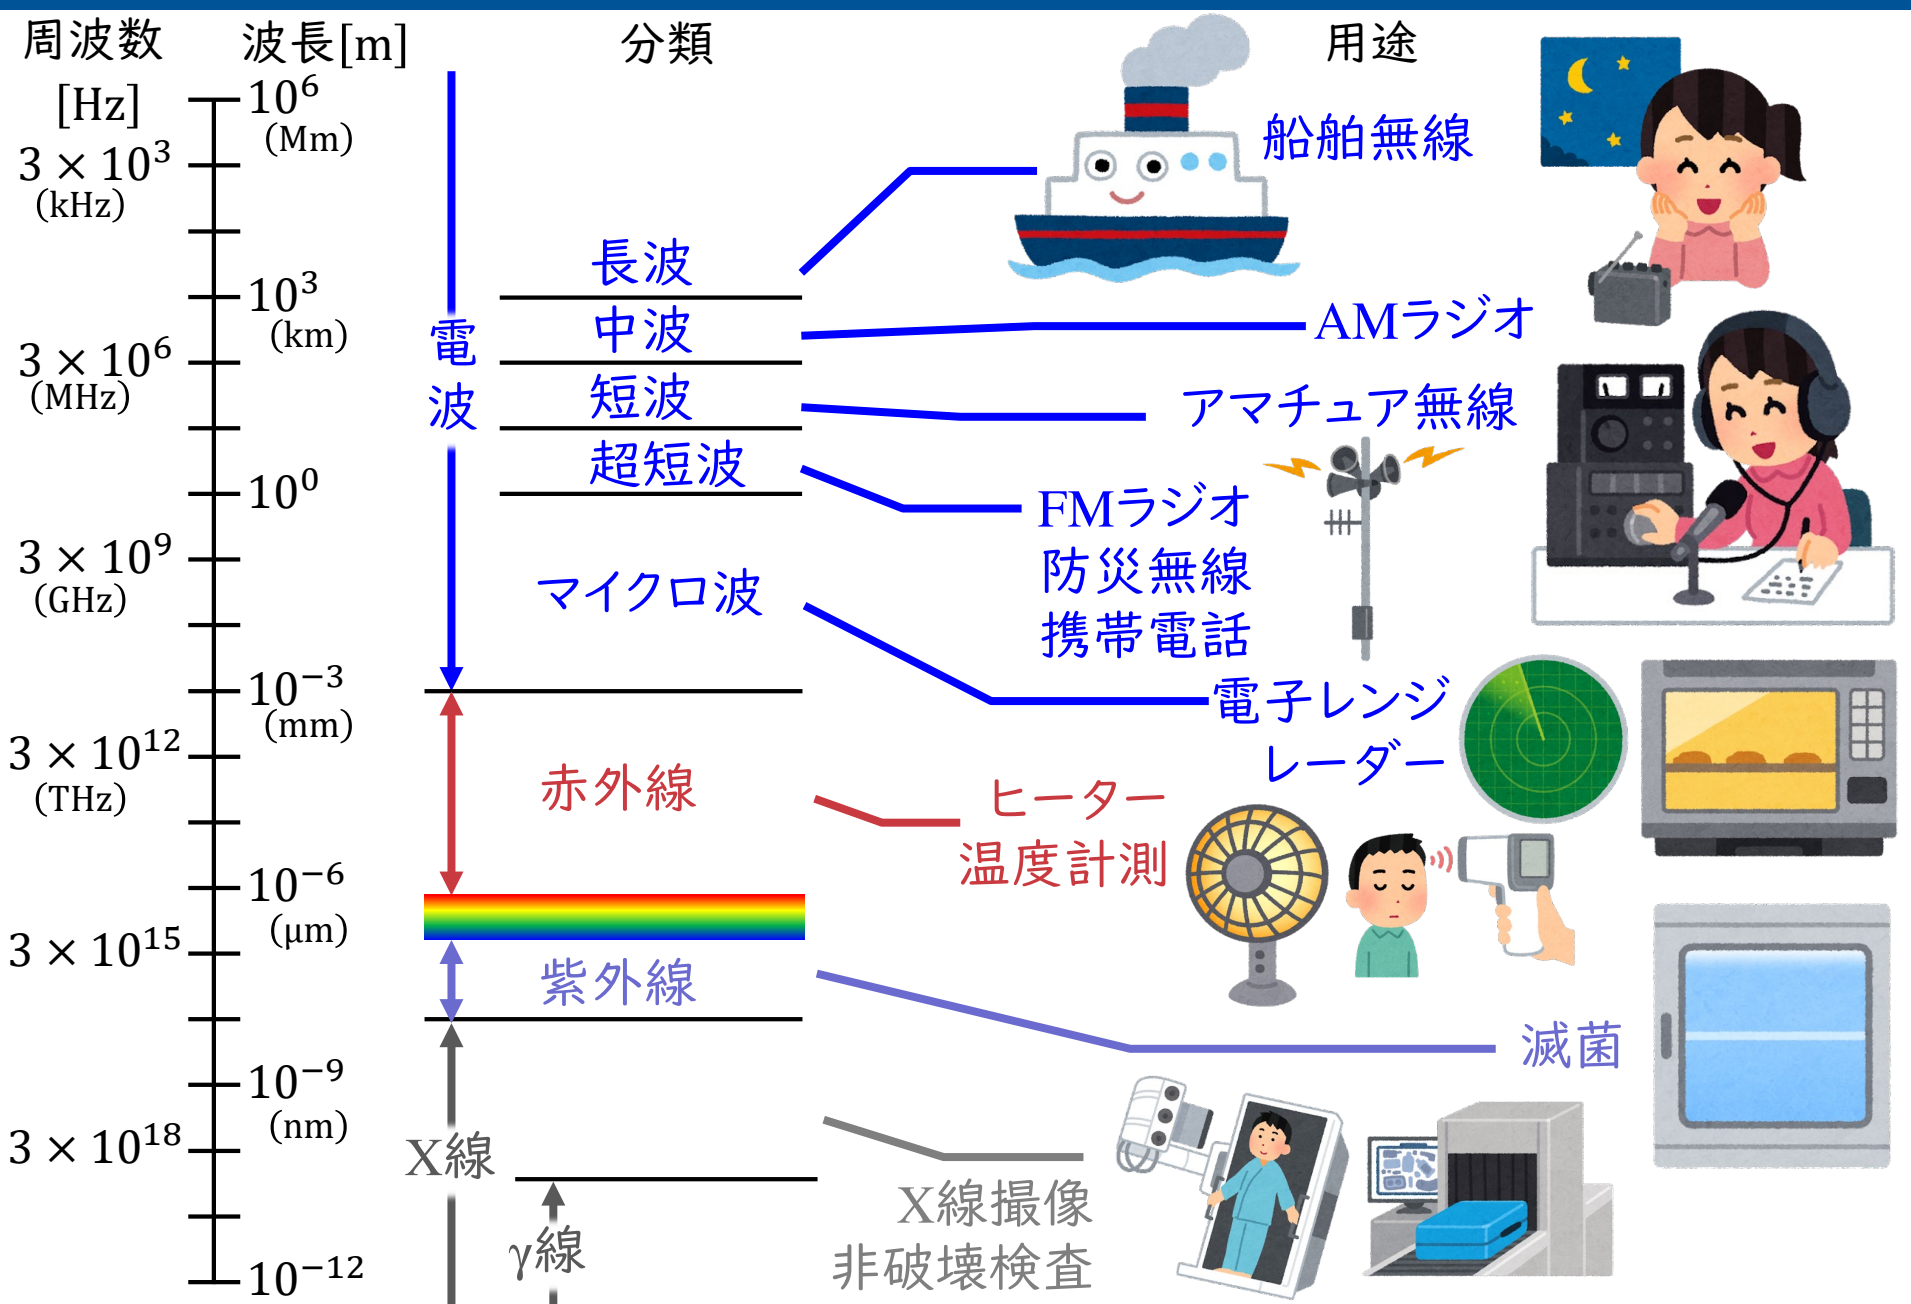 周波数
[Hz]
3 × 10³
(kHz)
3 × 10⁶
(MHz)
3 × 10⁹
(GHz)
3 × 10¹²
(THz)
3 × 10¹⁵
3 × 10¹⁸
波長[m]
10⁶
(Mm)
10³
(km)
10⁰
10⁻³
(mm)
10⁻⁶
(μm)
10⁻⁹
(nm)
10⁻¹²
分類
電波
長波
中波
短波
超短波
マイクロ波
赤外線
紫外線
X線
γ線
用途
船舶無線
AMラジオ
アマチュア無線
FMラジオ
防災無線
携帯電話
電子レンジ
レーダー
ヒーター
温度計測
滅菌
X線撮像
非破壊検査